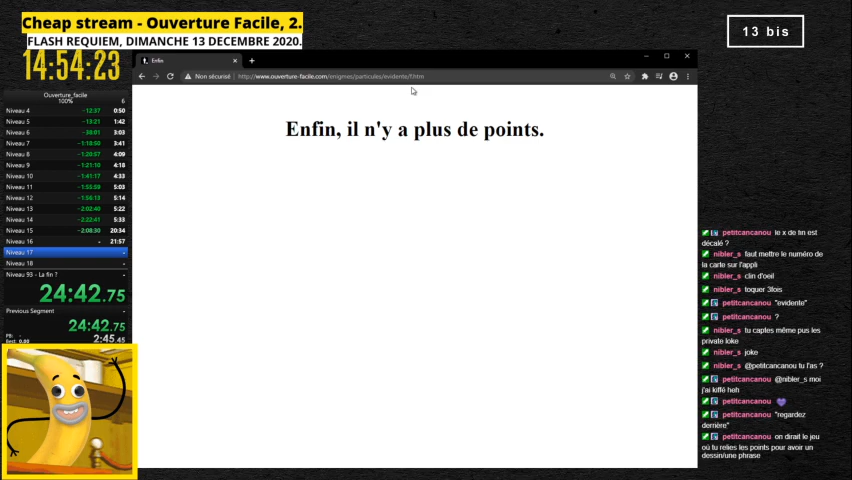 Cheap stream - Ouverture Facile, 2.
FLASH REQUIEM, DIMANCHE 13 DECEMBRE 2020.
14:54:23
13 bis
Enfin
Non sécurisé | http://www.ouverture-facile.com/enigmes/particules/evidente/f/htm
Enfin, il n'y a plus de points.
Ouverture_facile
100% 6
Niveau 4 -12:37 0:50
Niveau 5 -13:21 1:42
Niveau 6 -38:01 3:03
Niveau 7 -1:18:50 3:41
Niveau 8 -1:20:57 4:09
Niveau 9 -1:21:10 4:18
Niveau 10 -1:41:17 4:33
Niveau 11 -1:55:59 5:03
Niveau 12 -1:56:13 5:14
Niveau 13 -2:02:40 5:22
Niveau 14 -2:22:41 5:33
Niveau 15 -2:08:30 20:34
Niveau 16 - 21:57
Niveau 17 -
Niveau 18 -
Niveau 93 - La fin ? -
24:42.75
Previous Segment -
24:42.75
PB: -
Best: 0.00 2:45.45
petitcancanou le x de fin est
décalé ?
nibler_s faut mettre le numéro de
la carte sur l'appli
nibler_s clin d'oeil
nibler_s toquer 3fois
petitcancanou "evidente"
petitcancanou ?
nibler_s tu captes même pus les
private loke
nibler_s joke
nibler_s @petitcancanou tu l'as ?
petitcancanou @nibler_s moi
j'ai kiffé heh
petitcancanou 💜
petitcancanou "regardez
derrière"
petitcancanou on dirait le jeu
où tu relies les points pour avoir un
dessin/une phrase